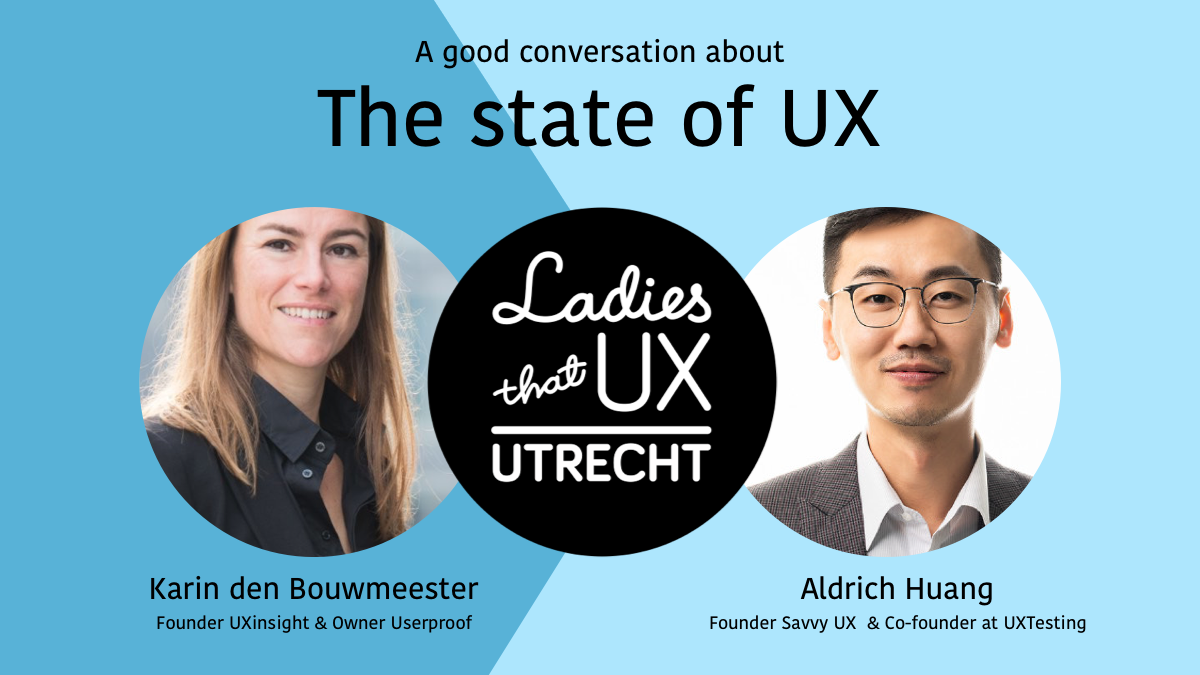 A good conversation about
The state of UX
Ladies
that UX
UTRECHT
Karin den Bouwmeester
Founder UXinsight & Owner Userproof
Aldrich Huang
Founder Savvy UX & Co-founder at UXTesting